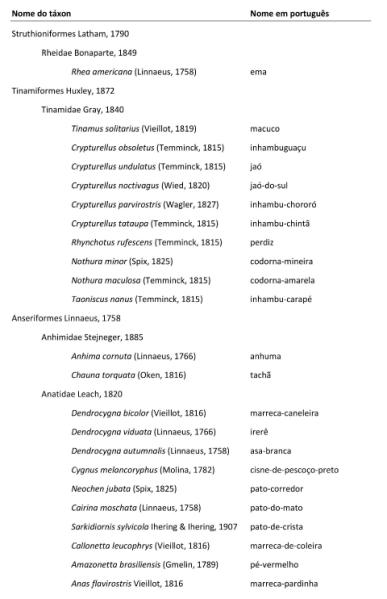 Nome do táxon Nome em português
Struthioniformes Latham, 1790
Rheidae Bonaparte, 1849
Rhea americana (Linnaeus, 1758) ema
Tinamiformes Huxley, 1872
Tinamidae Gray, 1840
Tinamus solitarius (Vieillot, 1819) macuco
Crypturellus obsoletus (Temminck, 1815) inhambuguaçu
Crypturellus undulatus (Temminck, 1815) jaó
Crypturellus noctivagus (Wied, 1820) jaó-do-sul
Crypturellus parvirostris (Wagler, 1827) inhambu-chororó
Crypturellus tataupa (Temminck, 1815) inhambu-chintã
Rhynchotus rufescens (Temminck, 1815) perdiz
Nothura minor (Spix, 1825) codorna-mineira
Nothura maculosa (Temminck, 1815) codorna-amarela
Taoniscus nanus (Temminck, 1815) inhambu-carapé
Anseriformes Linnaeus, 1758
Anhimidae Stejneger, 1885
Anhima cornuta (Linnaeus, 1766) anhuma
Chauna torquata (Oken, 1816) tachã
Anatidae Leach, 1820
Dendrocygna bicolor (Vieillot, 1816) marreca-caneleira
Dendrocygna viduata (Linnaeus, 1766) irerê
Dendrocygna autumnalis (Linnaeus, 1758) asa-branca
Cygnus melancoryphus (Molina, 1782) cisne-de-pescoço-preto
Neochen jubata (Spix, 1825) pato-corredor
Cairina moschata (Linnaeus, 1758) pato-do-mato
Sarkidiornis sylvicola Ihering & Ihering, 1907 pato-de-crista
Callonetta leucophrys (Vieillot, 1816) marreca-de-coleira
Amazonetta brasiliensis (Gmelin, 1789) pé-vermelho
Anas flavirostris Vieillot, 1816 marreca-pardinha